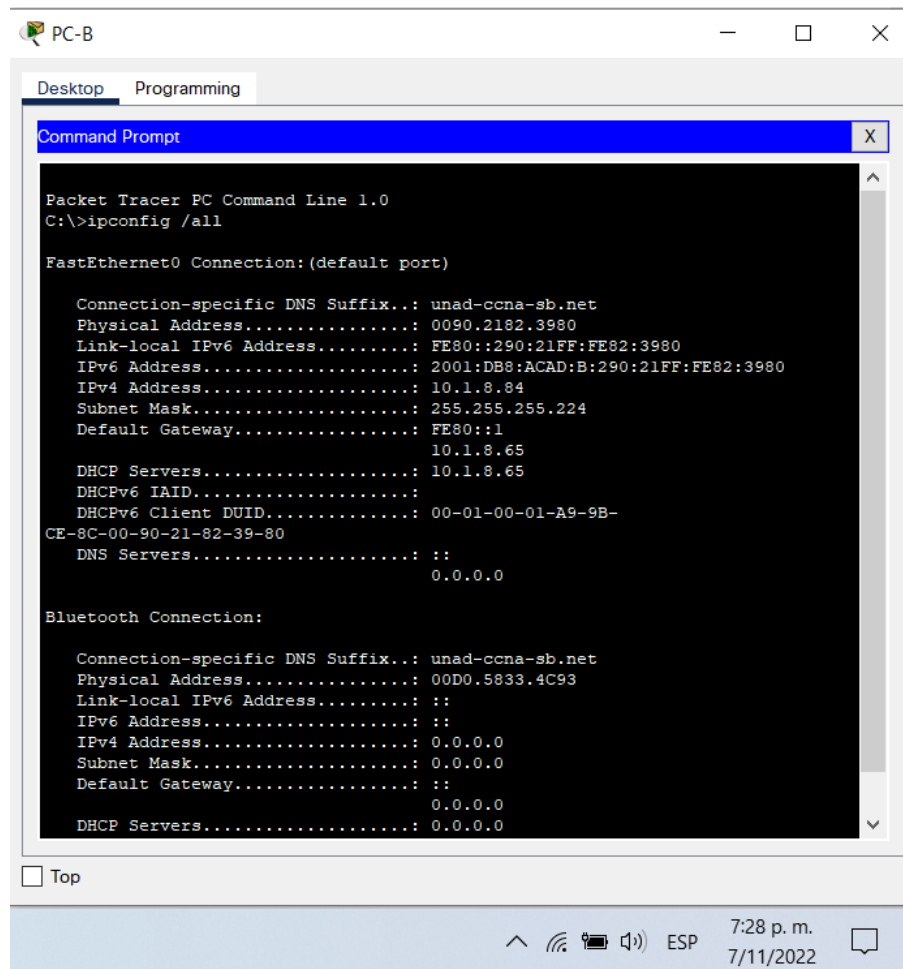 PC-B
Desktop Programming
Command Prompt X
Packet Tracer PC Command Line 1.0
C:\>ipconfig /all
FastEthernet0 Connection:(default port)
Connection-specific DNS Suffix..: unad-ccna-sb.net
Physical Address................: 0090.2182.3980
Link-local IPv6 Address.........: FE80::290:21FF:FE82:3980
IPv6 Address....................: 2001:DB8:ACAD:B:290:21FF:FE82:3980
IPv4 Address....................: 10.1.8.84
Subnet Mask.....................: 255.255.255.224
Default Gateway.................: FE80::1
10.1.8.65
DHCP Servers....................: 10.1.8.65
DHCPv6 IAID.....................:
DHCPv6 Client DUID..............: 00-01-00-01-A9-9B-
CE-8C-00-90-21-82-39-80
DNS Servers.....................: ::
0.0.0.0
Bluetooth Connection:
Connection-specific DNS Suffix..: unad-ccna-sb.net
Physical Address................: 00D0.5833.4C93
Link-local IPv6 Address.........: ::
IPv6 Address....................: ::
IPv4 Address....................: 0.0.0.0
Subnet Mask.....................: 0.0.0.0
Default Gateway.................: ::
0.0.0.0
DHCP Servers....................: 0.0.0.0
Top
ESP 7:28 p. m.
7/11/2022